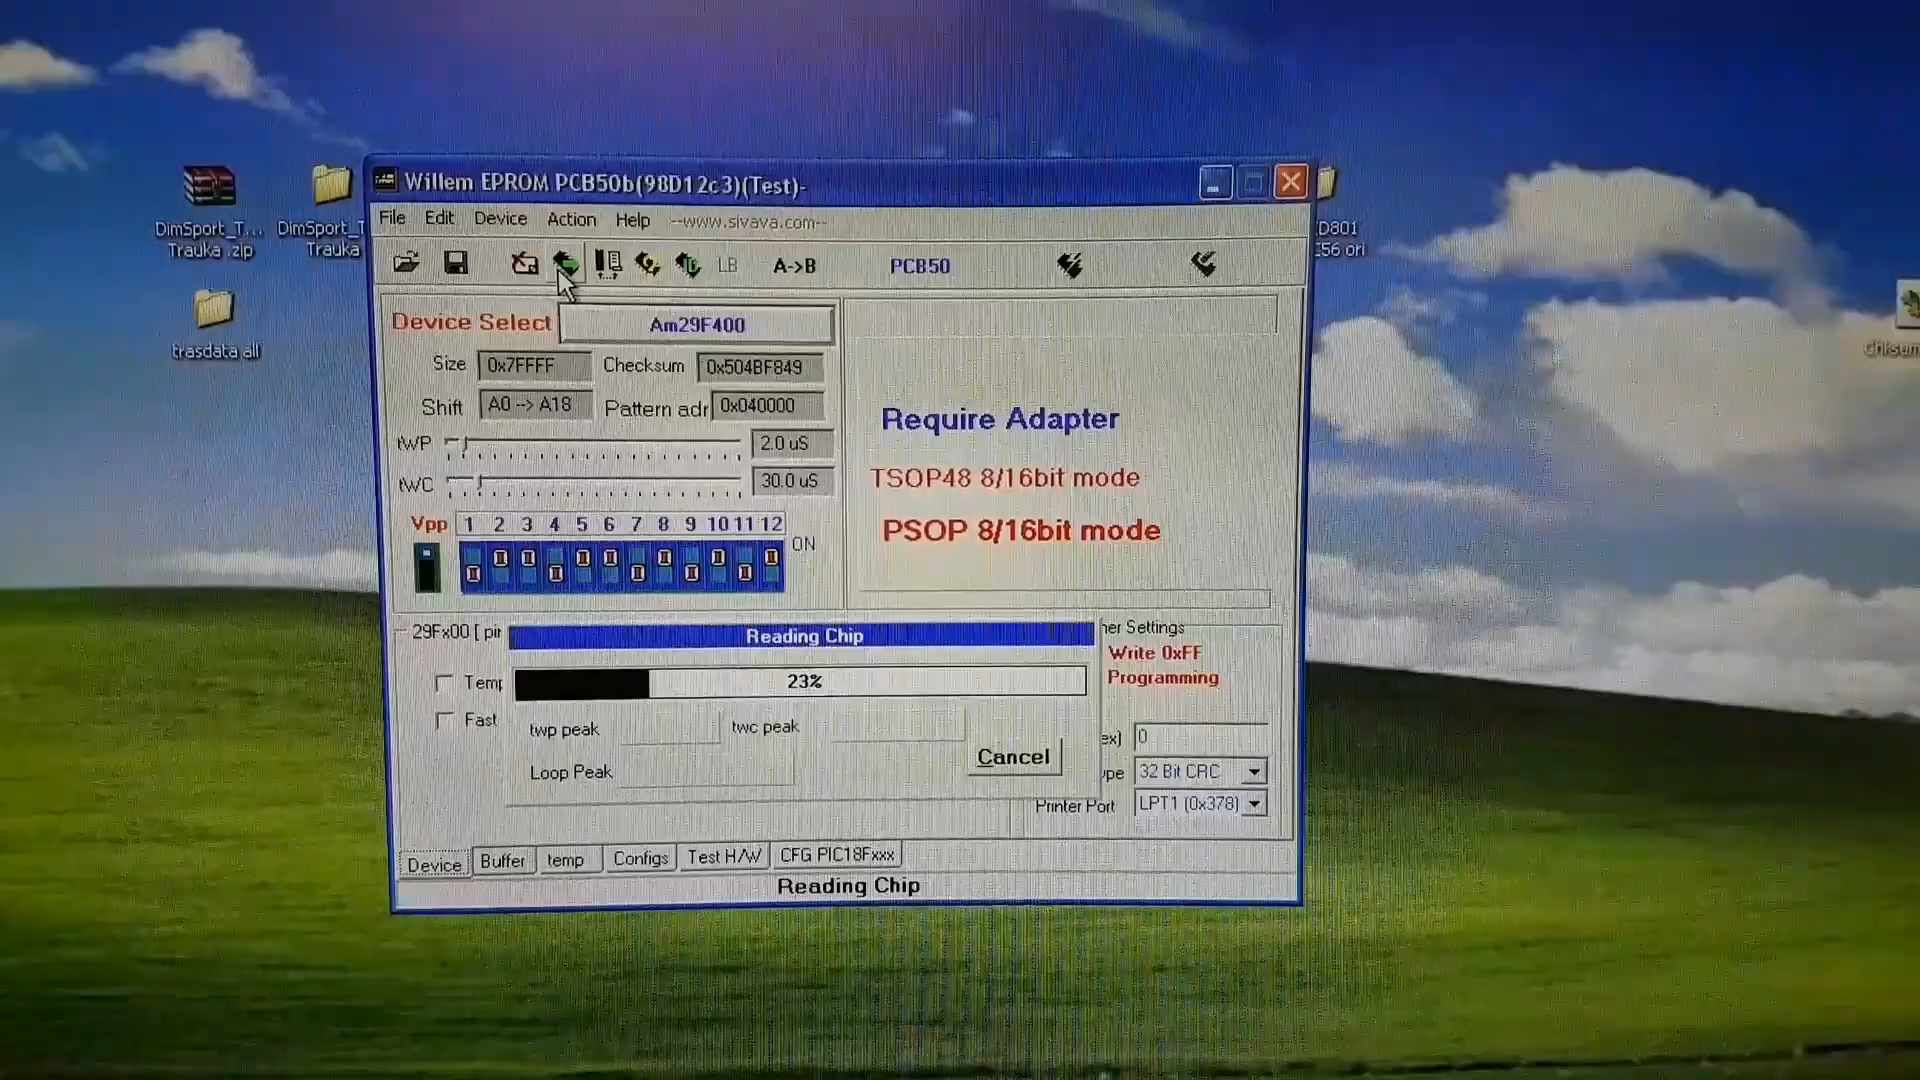 DimSport_T...
Trauka .zip
DimSport_T
Trauka
trasdata all
Willem EPROM PCB50b(98D12c3)(Test)-
File Edit Device Action Help --www.sivava.com--
LB A->B PCB50
Device Select Am29F400
Size 0x7FFFF Checksum 0x504BF849
Shift A0 --> A18 Pattern adr 0x040000
tWP 2.0 uS
tWC 30.0 uS
Vpp 1 2 3 4 5 6 7 8 9 10 11 12
ON
Require Adapter
TSOP48 8/16bit mode
PSOP 8/16bit mode
29Fx00 [ pin
Reading Chip
23%
Temp
Fast
twp peak twc peak
Loop Peak
Cancel
her Settings
Write 0xFF
Programming
ex) 0
ype 32 Bit CRC
Printer Port LPT1 (0x378)
Device Buffer temp Configs Test H/W CFG PIC18Fxxx
Reading Chip
D801
C56 ori
chksum